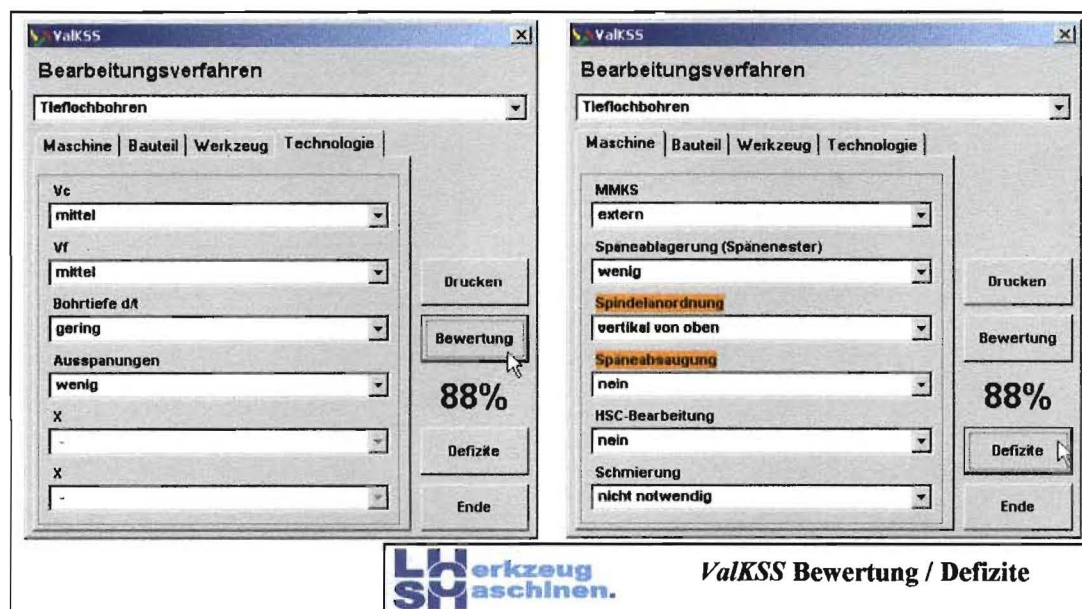 ValKSS
Bearbeitungsverfahren
Tieflochbohren
Maschine Bauteil Werkzeug Technologie
Vc
mittel
Vf
mittel
Bohrtiefe d/t
gering
Ausspanungen
wenig
X
-
X
-
Drucken
Bewertung
88%
Defizite
Ende
ValKSS
Bearbeitungsverfahren
Tieflochbohren
Maschine Bauteil Werkzeug Technologie
MMKS
extern
Späneablagerung (Spänenester)
wenig
Spindelanordnung
vertikal von oben
Späneabsaugung
nein
HSC-Bearbeitung
nein
Schmierung
nicht notwendig
Drucken
Bewertung
88%
Defizite
Ende
erkzeug
aschinen.
ValKSS Bewertung / Defizite